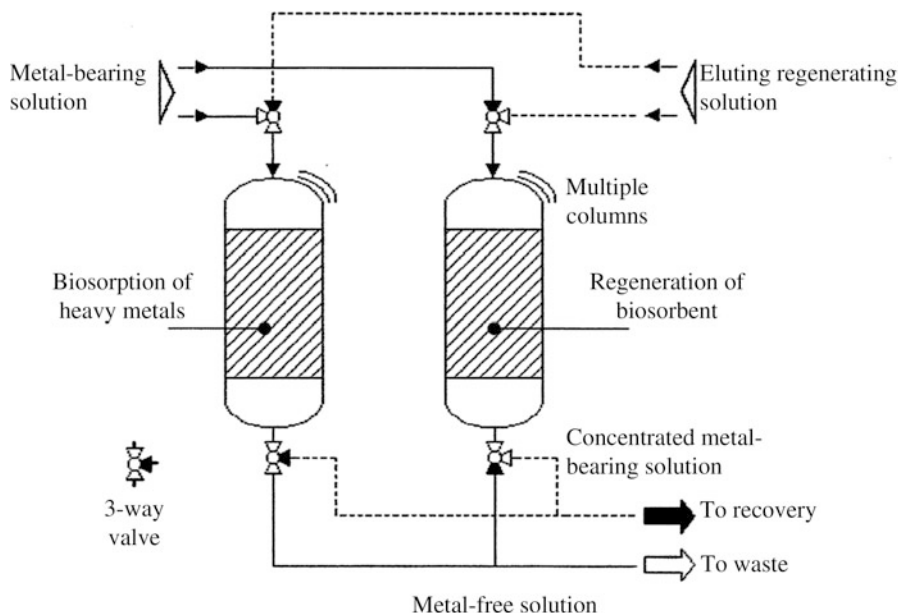 Metal-bearing
solution
Eluting regenerating
solution
Multiple
columns
Biosorption of
heavy metals
Regeneration of
biosorbent
Concentrated metal-
bearing solution
3-way
valve
To recovery
To waste
Metal-free solution